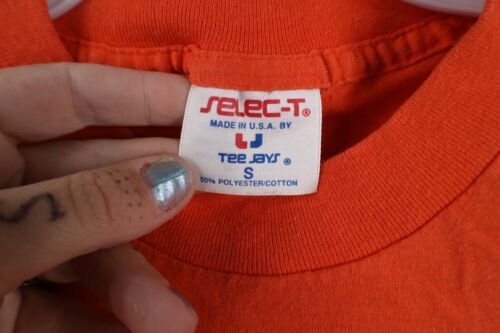 SELEC-T®
MADE IN U.S.A. BY
TEE JAYS ®
S
50% POLYESTER/COTTON